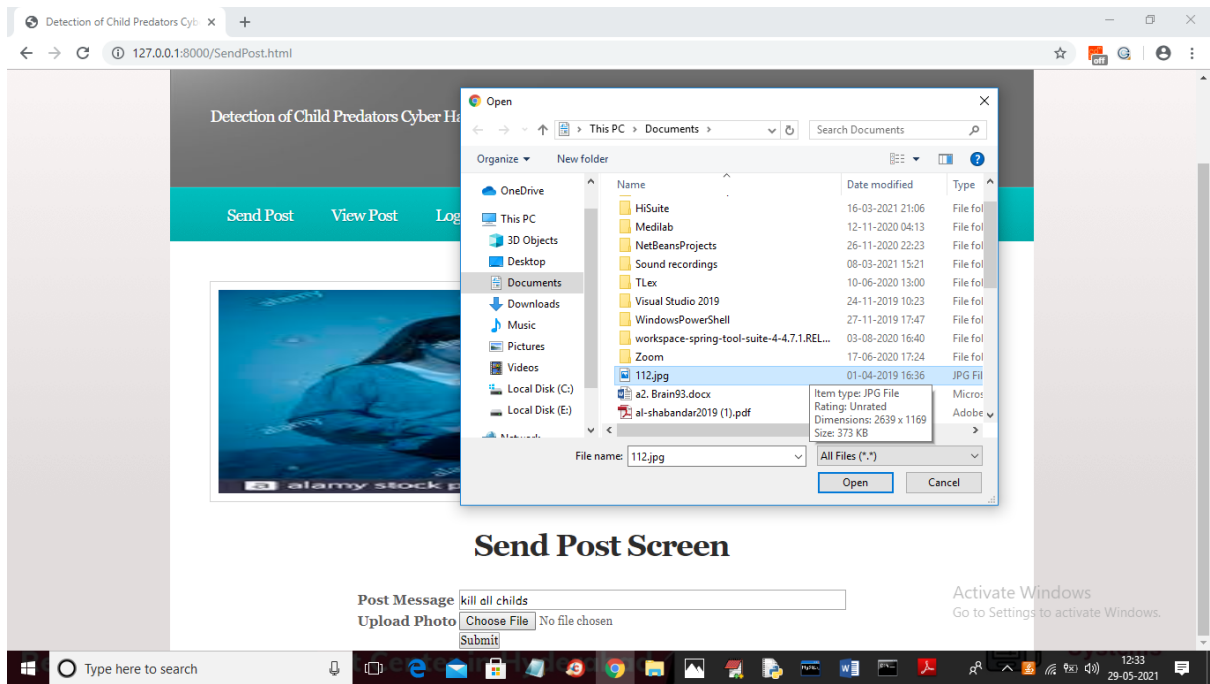 Detection of Child Predators Cyb
127.0.0.1:8000/SendPost.html
off
Detection of Child Predators Cyber Ha
Send Post View Post Log
alamy
alamy stock p
Open
This PC > Documents >
Search Documents
Organize New folder
OneDrive
This PC
3D Objects
Desktop
Documents
Downloads
Music
Pictures
Videos
Local Disk (C:)
Local Disk (E:)
Network
Name Date modified Type
HiSuite 16-03-2021 21:06 File fol
Medilab 12-11-2020 04:13 File fol
NetBeansProjects 26-11-2020 22:23 File fol
Sound recordings 08-03-2021 15:21 File fol
TLex 10-06-2020 13:00 File fol
Visual Studio 2019 24-11-2019 10:23 File fol
WindowsPowerShell 27-11-2019 17:47 File fol
workspace-spring-tool-suite-4-4.7.1.REL... 03-08-2020 16:40 File fol
Zoom 17-06-2020 17:24 File fol
112.jpg 01-04-2019 16:36 JPG Fil
a2. Brain93.docx Micros
al-shabandar2019 (1).pdf Adobe
Item type: JPG File
Rating: Unrated
Dimensions: 2639 x 1169
Size: 373 KB
File name: 112.jpg All Files (*.*)
Open Cancel
Send Post Screen
Post Message kill all childs
Upload Photo Choose File No file chosen
Submit
Activate Windows
Go to Settings to activate Windows.
Type here to search
12:33
29-05-2021